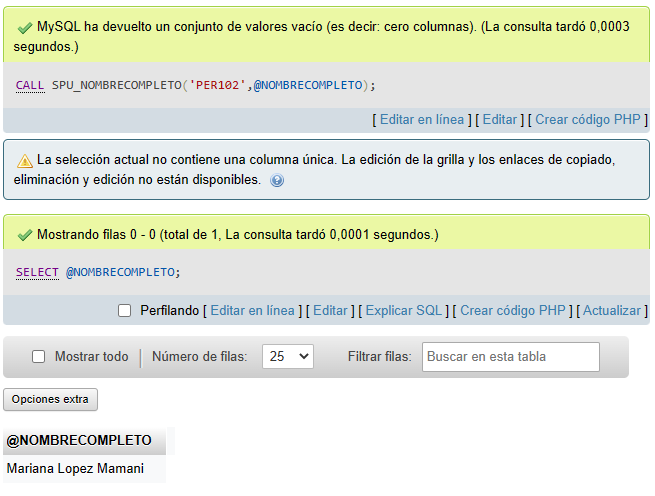 MySQL ha devuelto un conjunto de valores vacío (es decir: cero columnas). (La consulta tardó 0,0003
segundos.)
CALL SPU_NOMBRECOMPLETO('PER102',@NOMBRECOMPLETO);
[ Editar en línea ] [ Editar ] [ Crear código PHP ]
La selección actual no contiene una columna única. La edición de la grilla y los enlaces de copiado,
eliminación y edición no están disponibles.
Mostrando filas 0 - 0 (total de 1, La consulta tardó 0,0001 segundos.)
SELECT @NOMBRECOMPLETO;
Perfilando [ Editar en línea ] [ Editar ] [ Explicar SQL ] [ Crear código PHP ] [ Actualizar ]
Mostrar todo | Número de filas: 25 Filtrar filas: Buscar en esta tabla
Opciones extra
@NOMBRECOMPLETO
Mariana Lopez Mamani